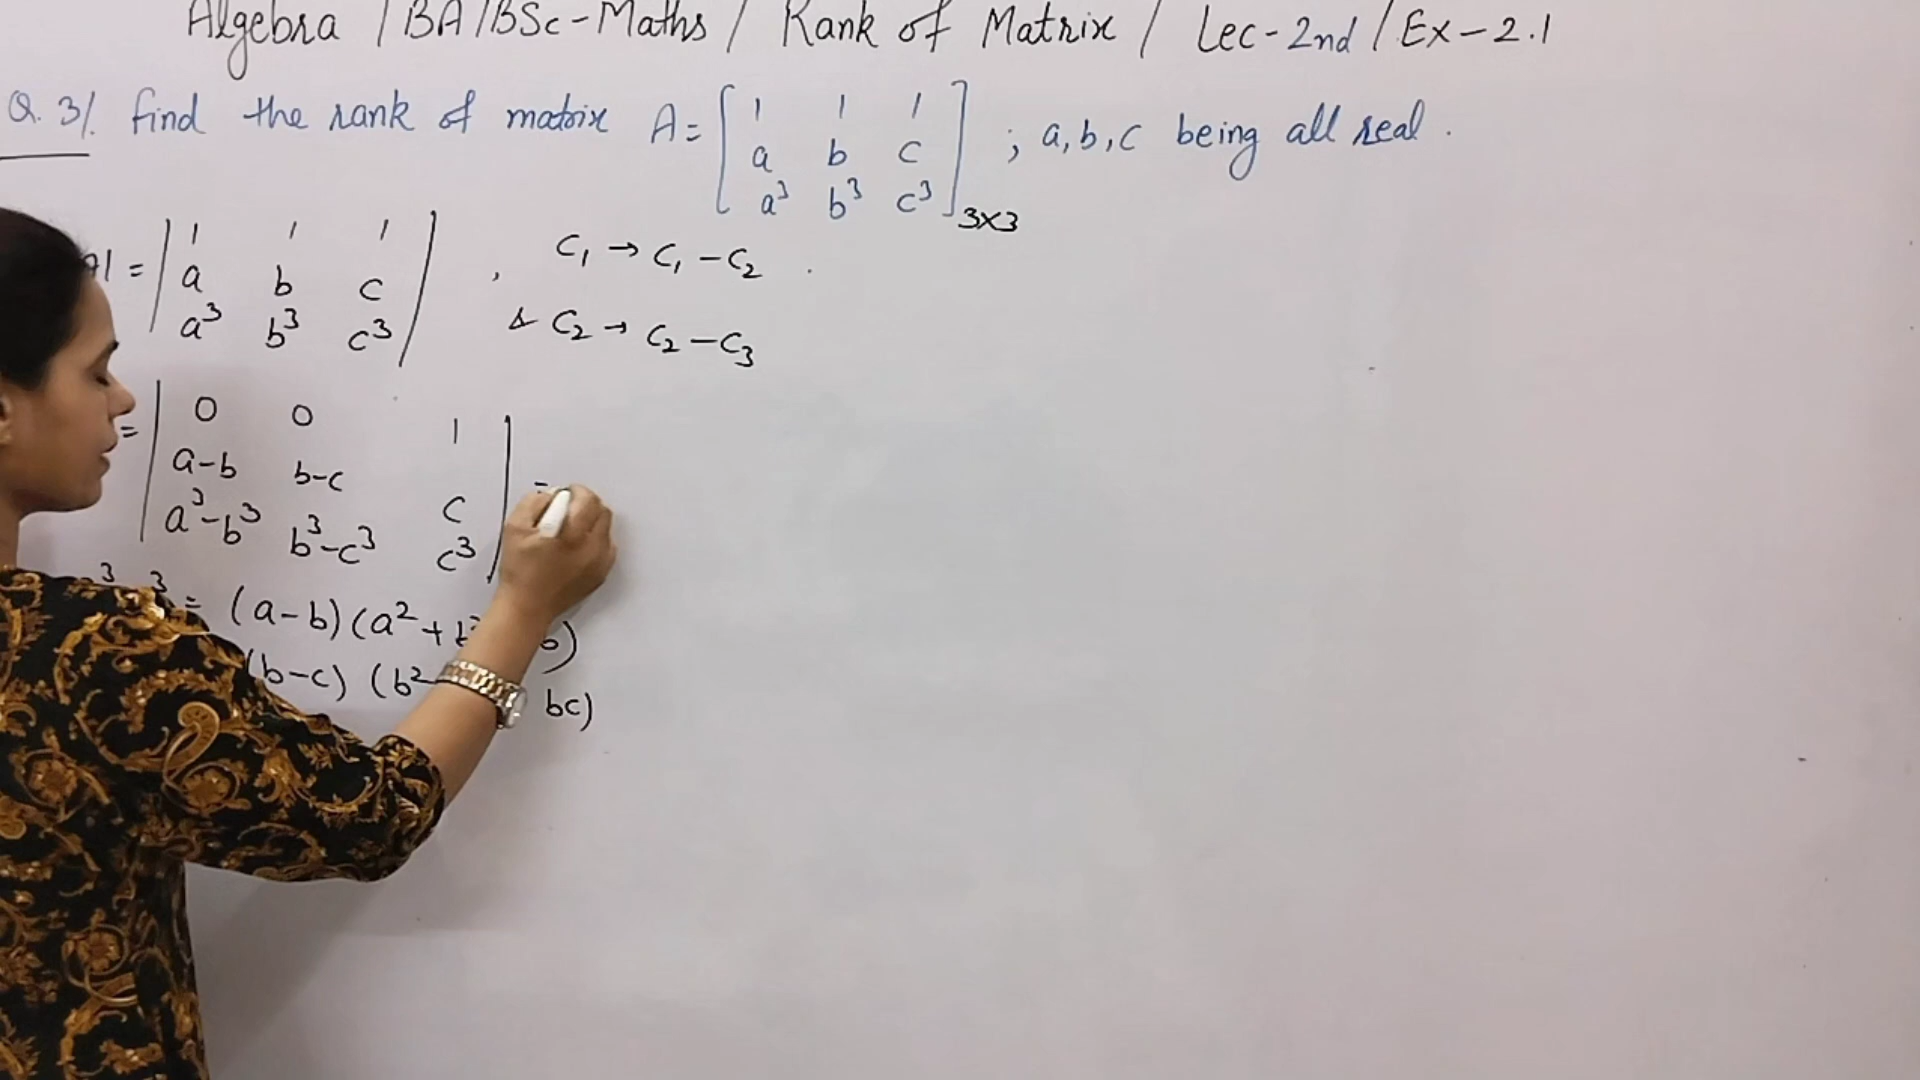 Algebra / BA/BSc-Maths / Rank of Matrix / Lec-2nd / Ex-2.1
Q.3/. find the rank of matrix A = [ 1 1 1 ; a, b, c being all real.
a b c
a³ b³ c³ ] 3×3
A| = | 1 1 1 | , C₁ → C₁ - C₂
a b c
a³ b³ c³ & C₂ → C₂ - C₃
= | 0 0 1 | =
a-b b-c c
a³-b³ b³-c³ c³
3 3 = (a-b)(a²+ b)
(b-c) (b² bc)